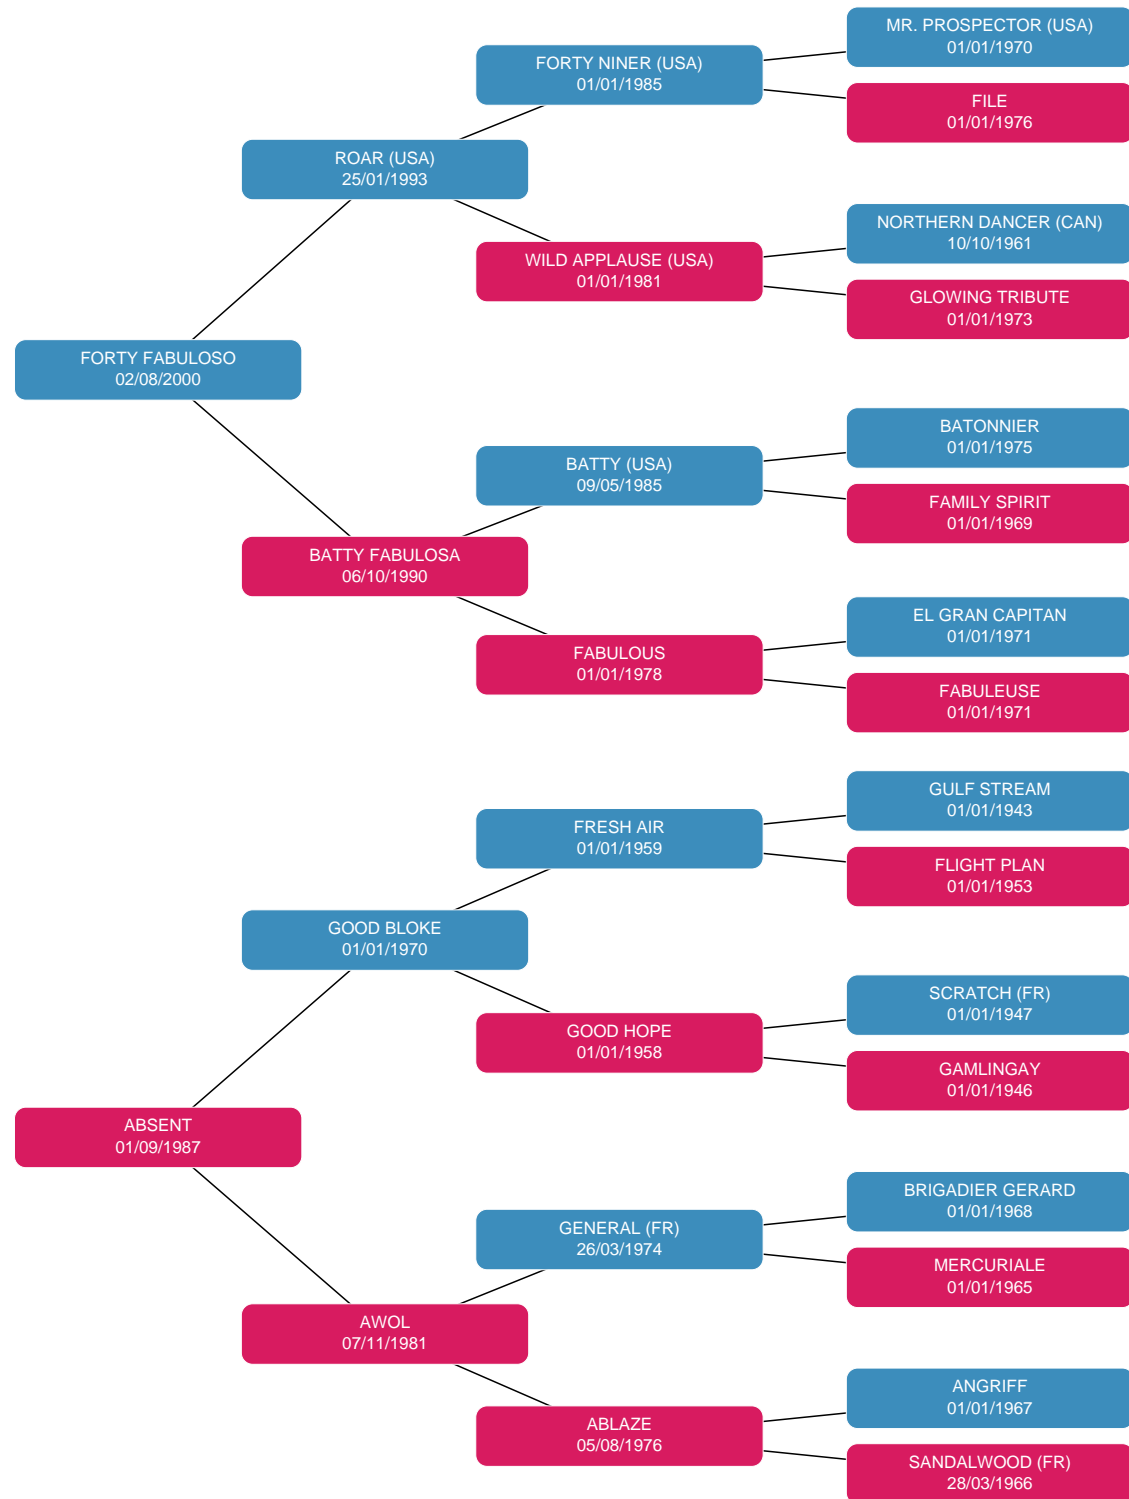 MR. PROSPECTOR (USA)
01/01/1970
FORTY NINER (USA)
01/01/1985
FILE
01/01/1976
ROAR (USA)
25/01/1993
NORTHERN DANCER (CAN)
10/10/1961
WILD APPLAUSE (USA)
01/01/1981
GLOWING TRIBUTE
01/01/1973
FORTY FABULOSO
02/08/2000
BATONNIER
01/01/1975
BATTY (USA)
09/05/1985
FAMILY SPIRIT
01/01/1969
BATTY FABULOSA
06/10/1990
EL GRAN CAPITAN
01/01/1971
FABULOUS
01/01/1978
FABULEUSE
01/01/1971
GULF STREAM
01/01/1943
FRESH AIR
01/01/1959
FLIGHT PLAN
01/01/1953
GOOD BLOKE
01/01/1970
SCRATCH (FR)
01/01/1947
GOOD HOPE
01/01/1958
GAMLINGAY
01/01/1946
ABSENT
01/09/1987
BRIGADIER GERARD
01/01/1968
GENERAL (FR)
26/03/1974
MERCURIALE
01/01/1965
AWOL
07/11/1981
ANGRIFF
01/01/1967
ABLAZE
05/08/1976
SANDALWOOD (FR)
28/03/1966